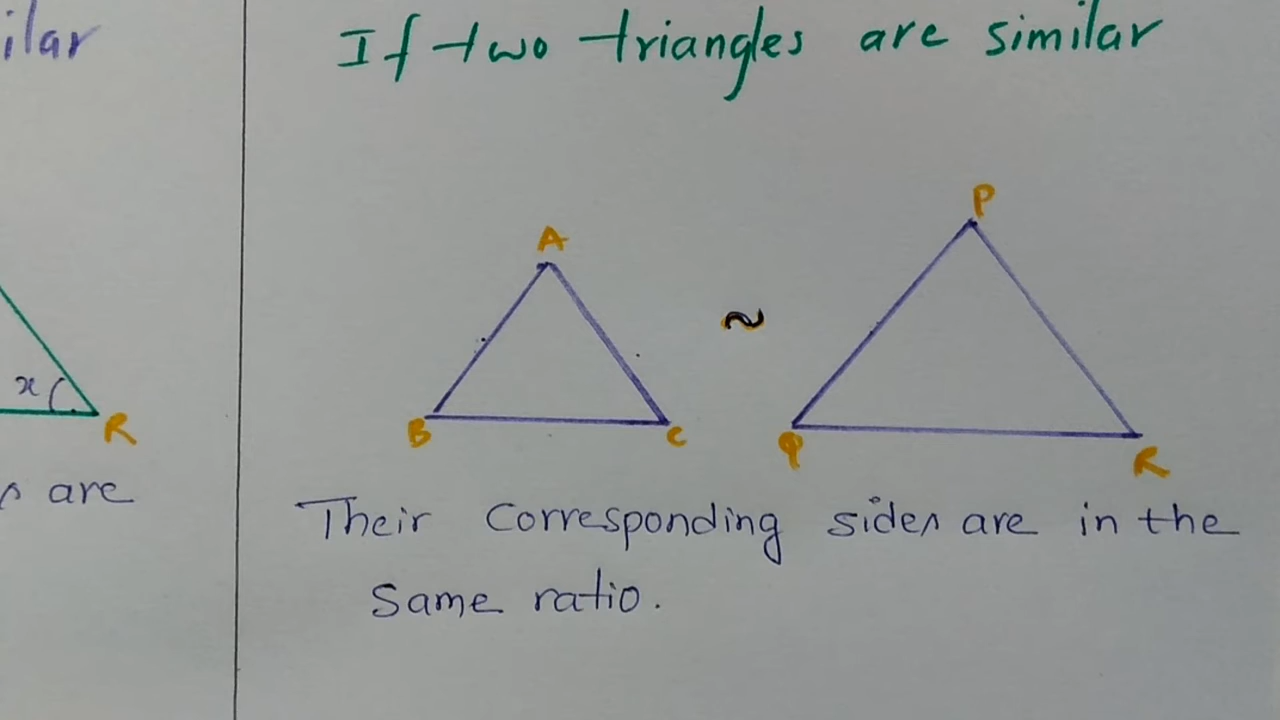 ilar
If two triangles are similar
P
A
~
x
R
B
C
Q
R
are
Their corresponding sides are in the
same ratio.